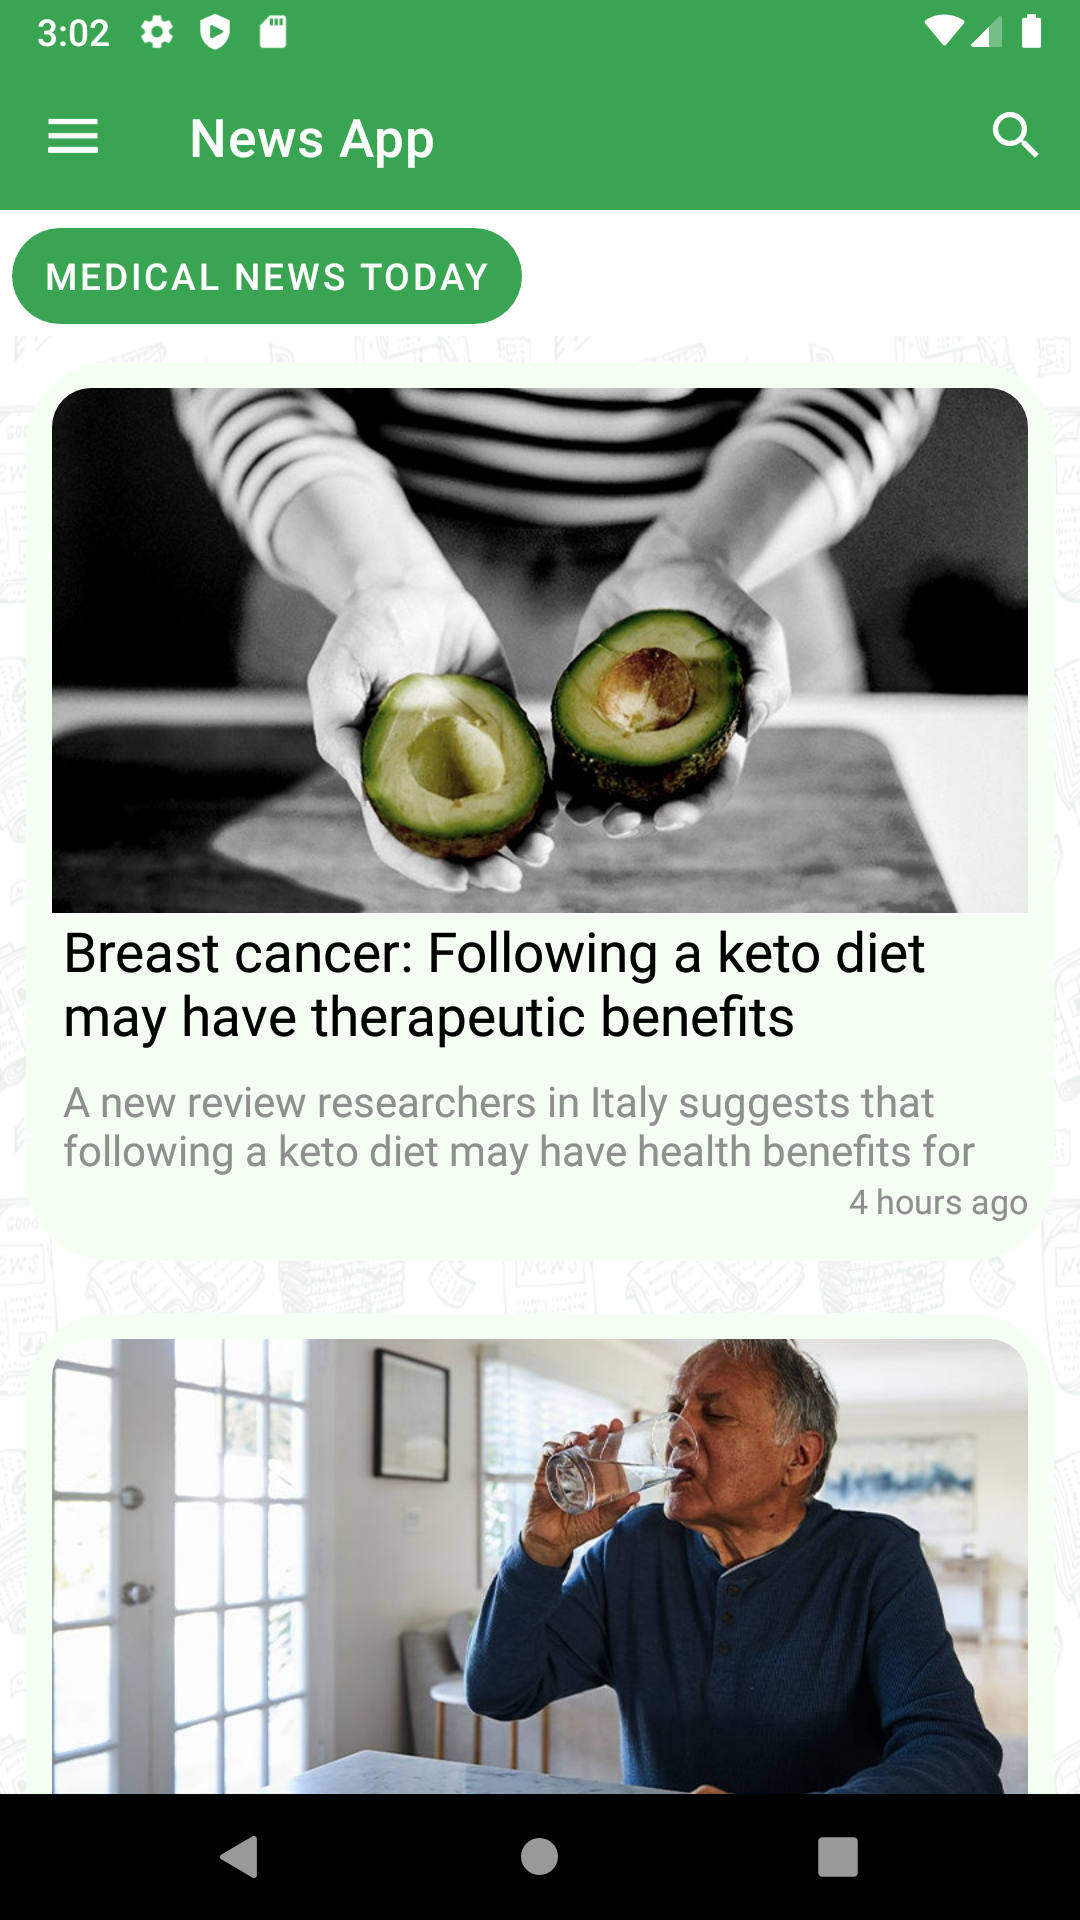 3:02
News App
MEDICAL NEWS TODAY
Breast cancer: Following a keto diet
may have therapeutic benefits
A new review researchers in Italy suggests that
following a keto diet may have health benefits for
4 hours ago